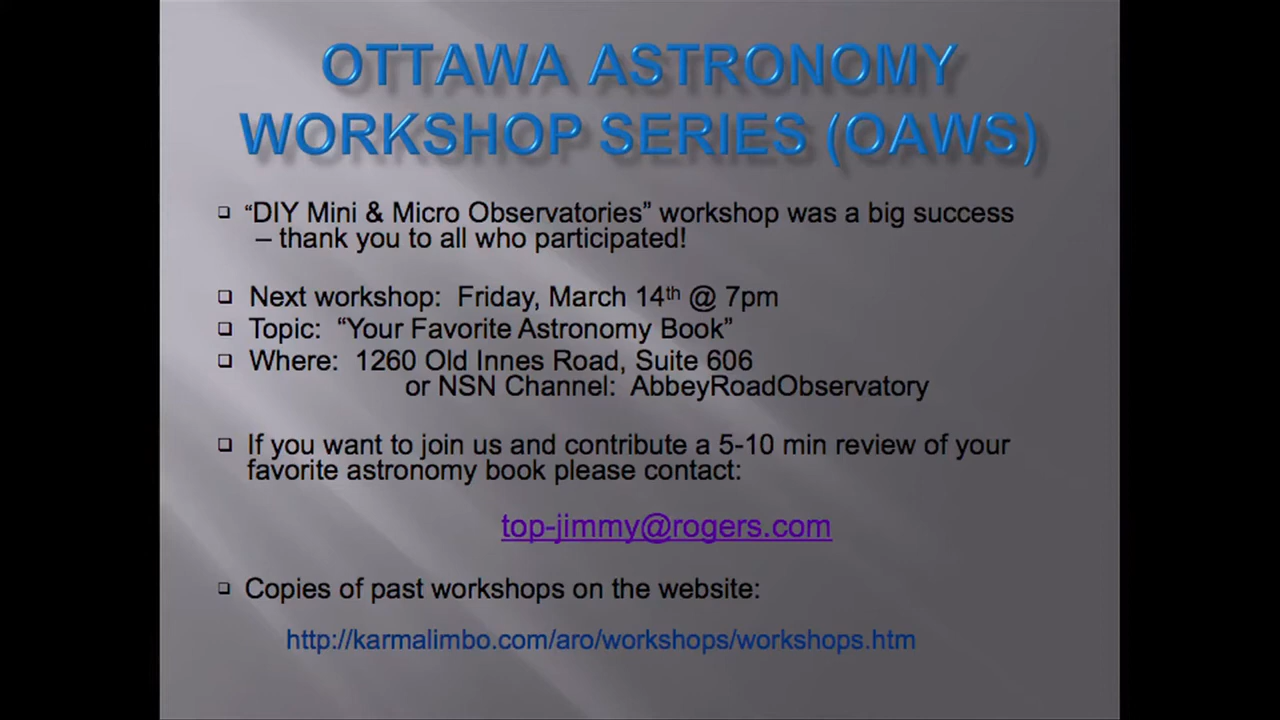 OTTAWA ASTRONOMY
WORKSHOP SERIES (OAWS)
“DIY Mini & Micro Observatories” workshop was a big success
– thank you to all who participated!
Next workshop: Friday, March 14th @ 7pm
Topic: “Your Favorite Astronomy Book”
Where: 1260 Old Innes Road, Suite 606
or NSN Channel: AbbeyRoadObservatory
If you want to join us and contribute a 5-10 min review of your
favorite astronomy book please contact:
top-jimmy@rogers.com
Copies of past workshops on the website:
http://karmalimbo.com/aro/workshops/workshops.htm